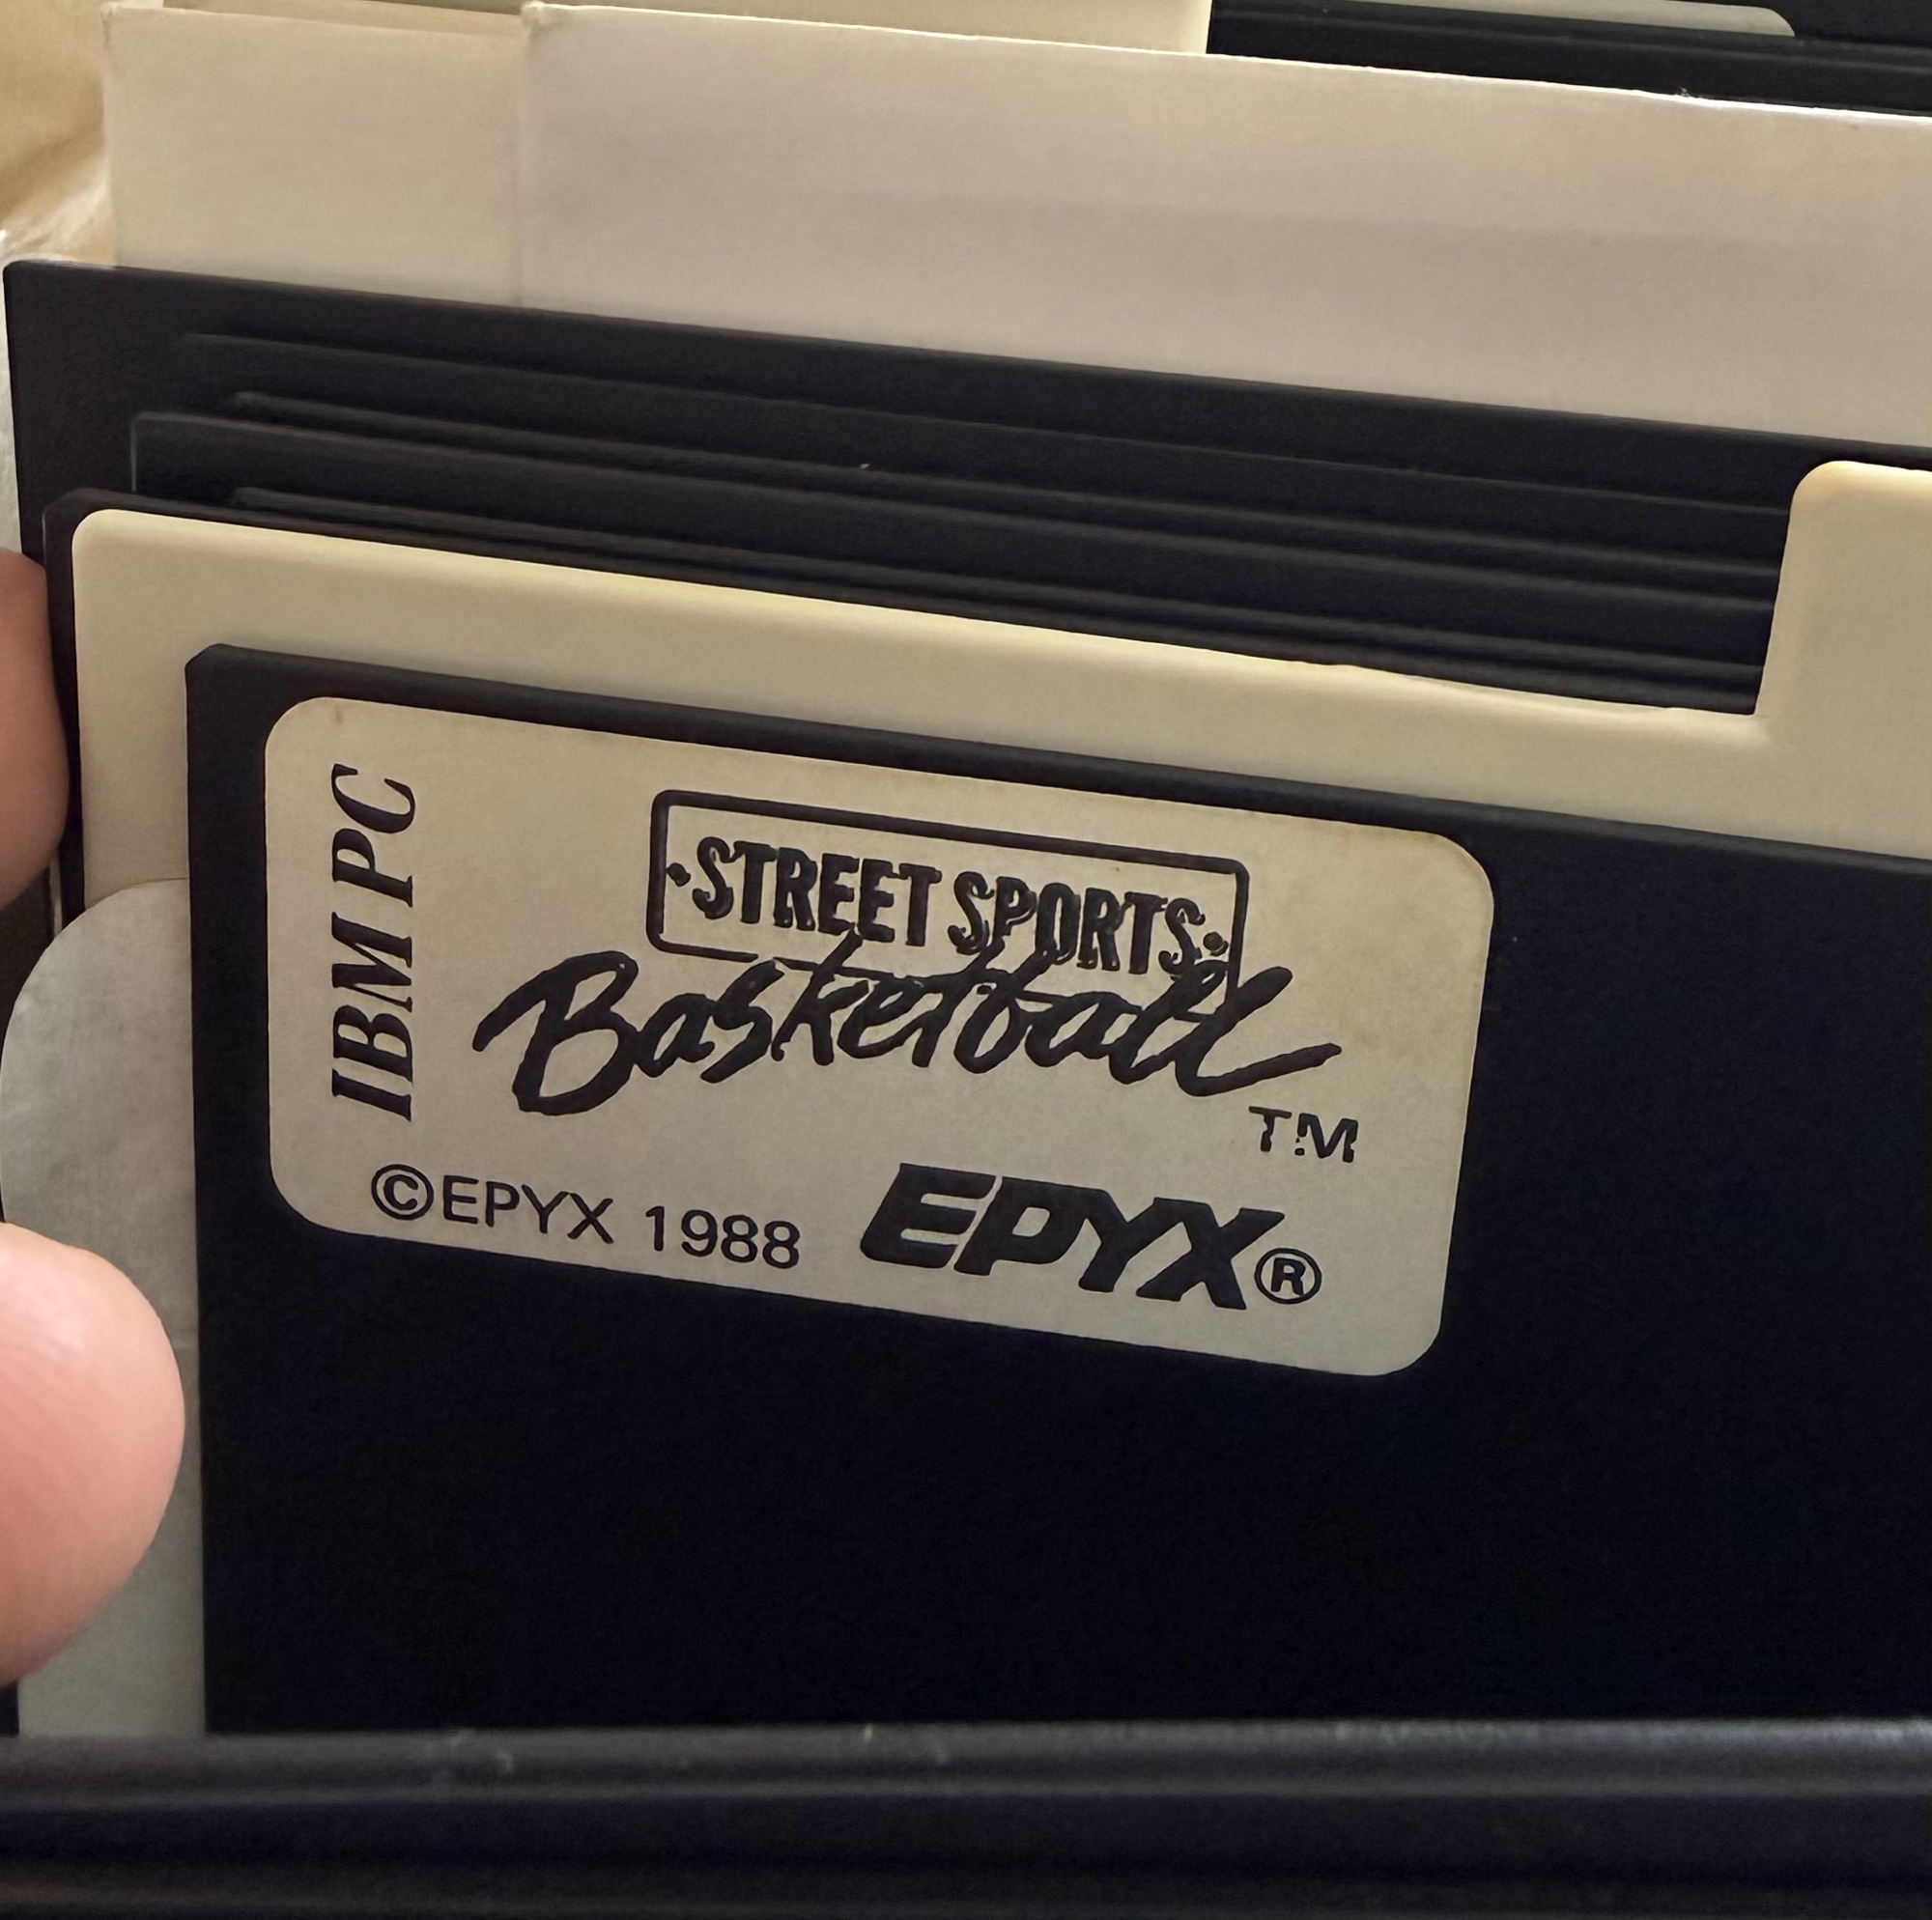 IBM PC
·STREET SPORTS·
Basketball
TM
©EPYX 1988
EPYX®